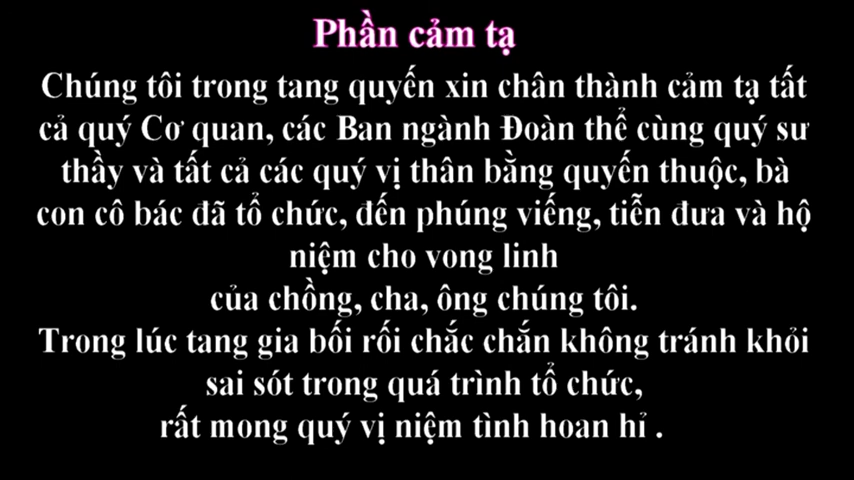 Phần cảm tạ
Chúng tôi trong tang quyến xin chân thành cảm tạ tất
cả quý Cơ quan, các Ban ngành Đoàn thể cùng quý sư
thầy và tất cả các quý vị thân bằng quyến thuộc, bà
con cô bác đã tổ chức, đến phúng viếng, tiễn đưa và hộ
niệm cho vong linh
của chồng, cha, ông chúng tôi.
Trong lúc tang gia bối rối chắc chắn không tránh khỏi
sai sót trong quá trình tổ chức,
rất mong quý vị niệm tình hoan hỉ .